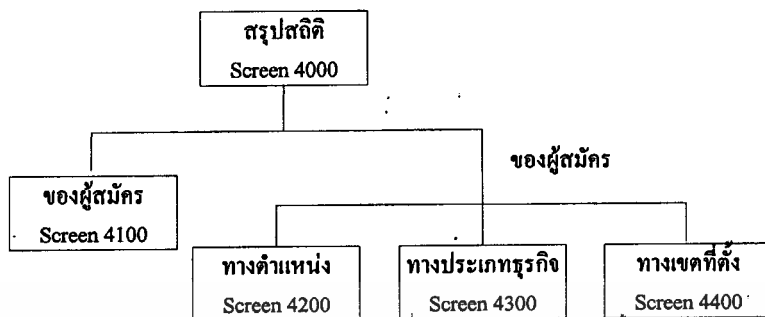 สรุปสถิติ
Screen 4000
ของผู้สมัคร
ของผู้สมัคร
Screen 4100
ทางตำแหน่ง
Screen 4200
ทางประเภทธุรกิจ
Screen 4300
ทางเขตที่ตั้ง
Screen 4400